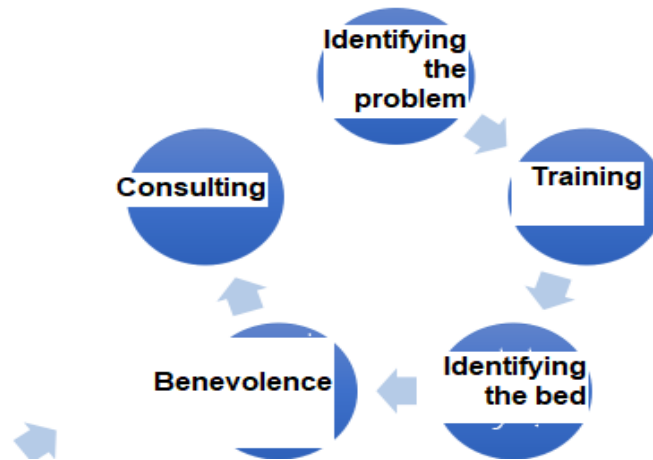 Identifying
the
problem
Training
Identifying
the bed
Benevolence
Consulting